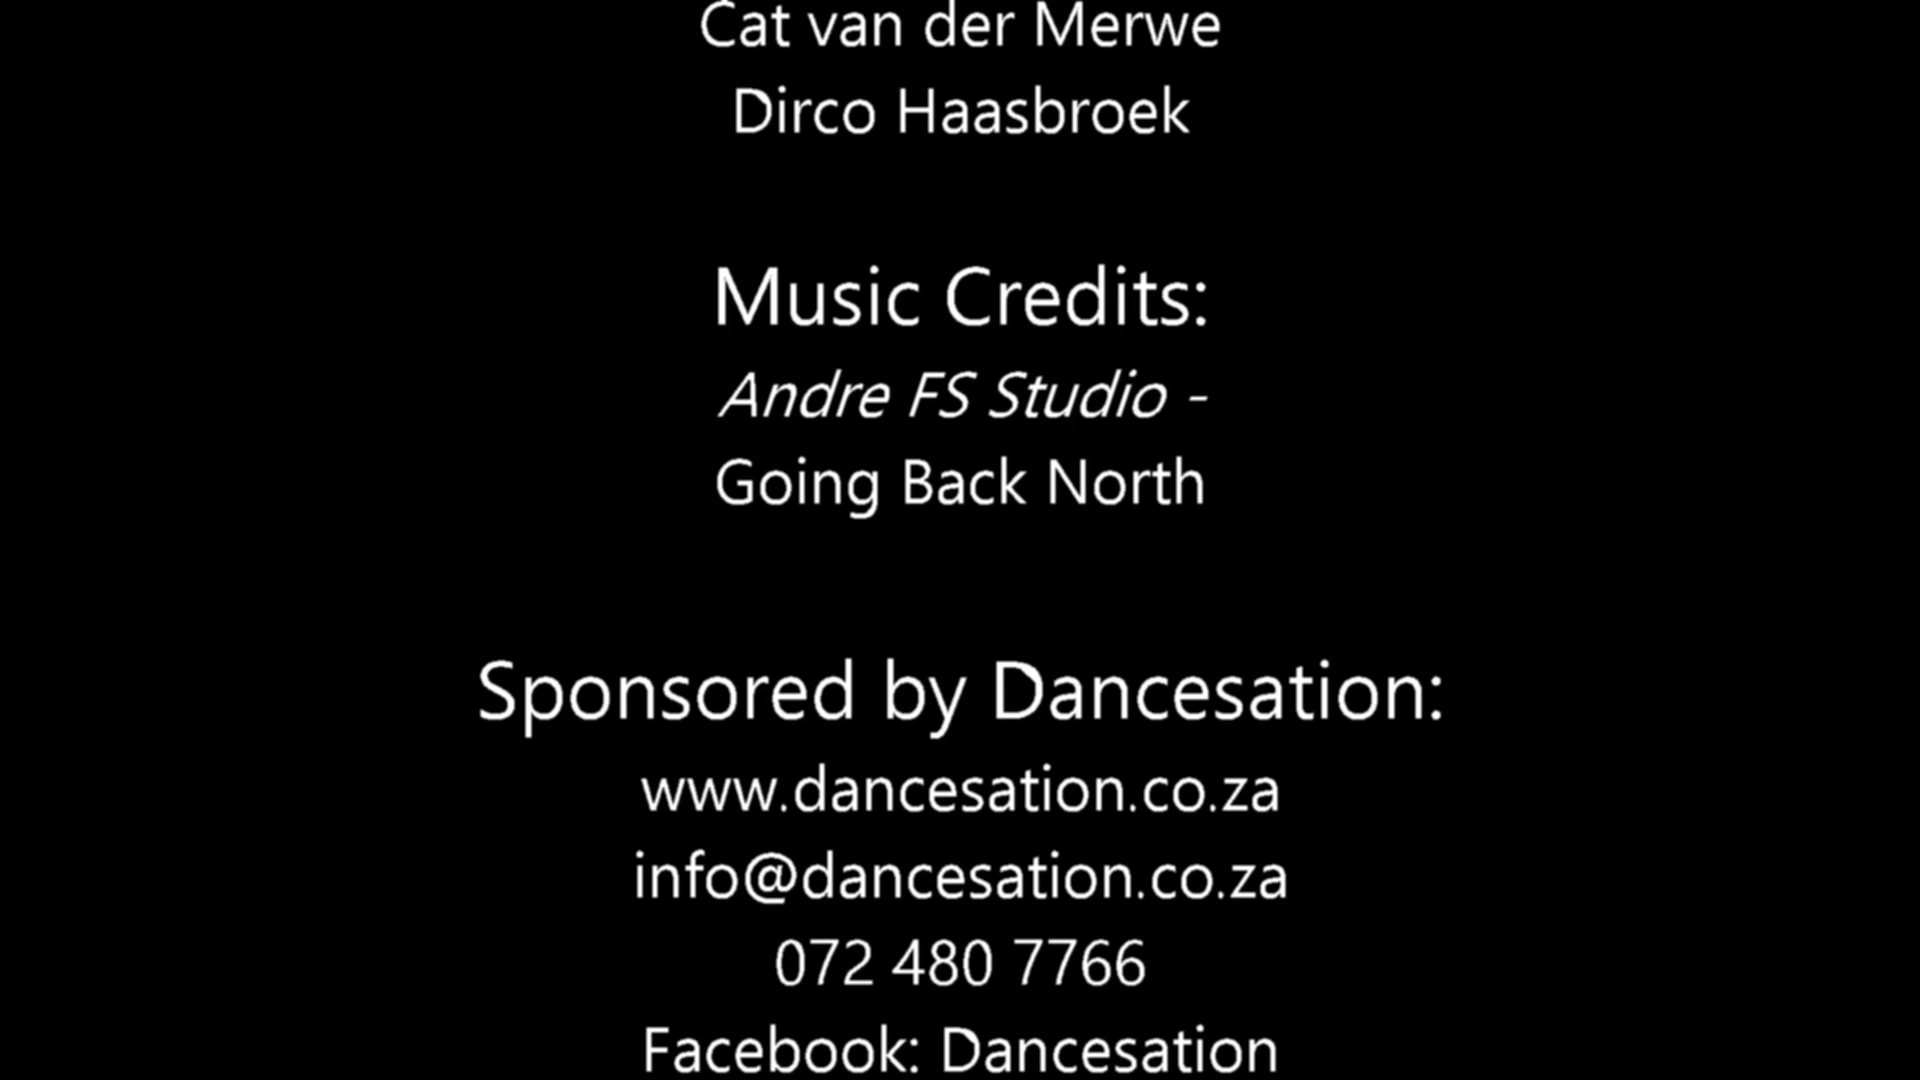 Cat van der Merwe
Dirco Haasbroek
Music Credits:
Andre FS Studio -
Going Back North
Sponsored by Dancesation:
www.dancesation.co.za
info@dancesation.co.za
072 480 7766
Facebook: Dancesation